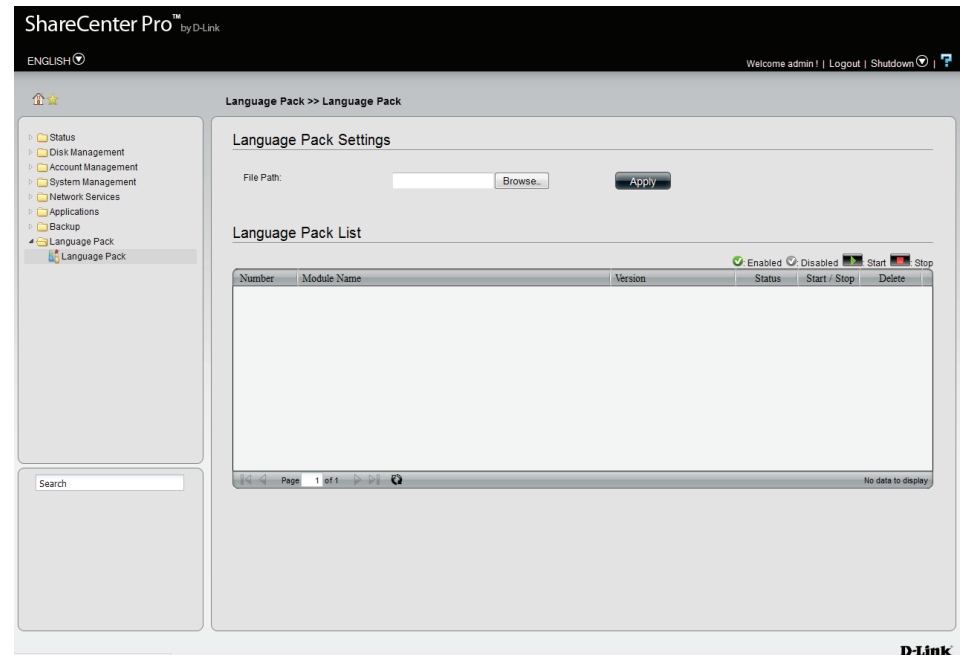 ShareCenter Pro™ by D-Link
ENGLISH
Welcome admin ! | Logout | Shutdown | ?
Language Pack >> Language Pack
Status
Disk Management
Account Management
System Management
Network Services
Applications
Backup
Language Pack
Language Pack
Search
Language Pack Settings
File Path: Browse.. Apply
Language Pack List
: Enabled : Disabled : Start : Stop
Number Module Name Version Status Start / Stop Delete
Page 1 of 1 No data to display
D-Link